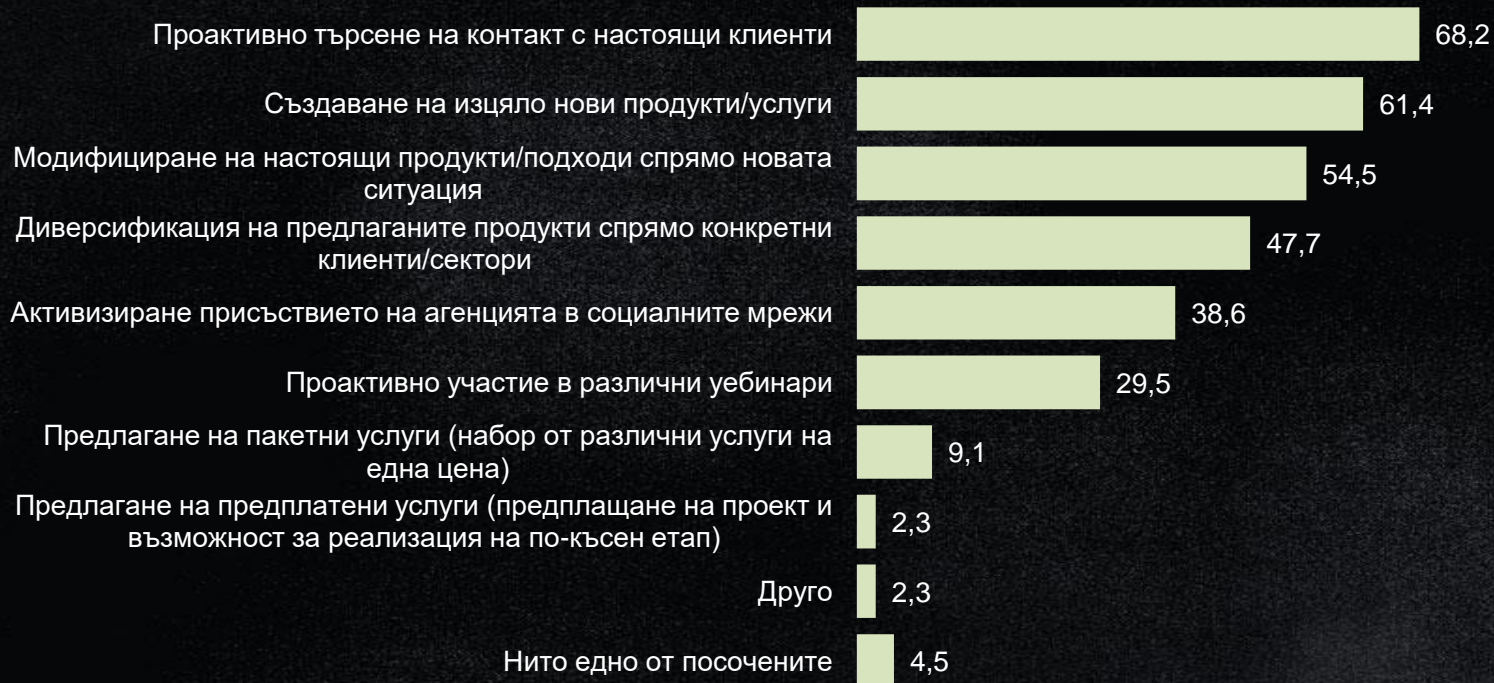 Проактивно търсене на контакт с настоящи клиенти
68,2
Създаване на изцяло нови продукти/услуги
61,4
Модифициране на настоящи продукти/подходи спрямо новата
ситуация
54,5
Диверсификация на предлаганите продукти спрямо конкретни
клиенти/сектори
47,7
Активизиране присъствието на агенцията в социалните мрежи
38,6
Проактивно участие в различни уебинари
29,5
Предлагане на пакетни услуги (набор от различни услуги на
една цена)
9,1
Предлагане на предплатени услуги (предплащане на проект и
възможност за реализация на по-късен етап)
2,3
Друго
2,3
Нито едно от посочените
4,5